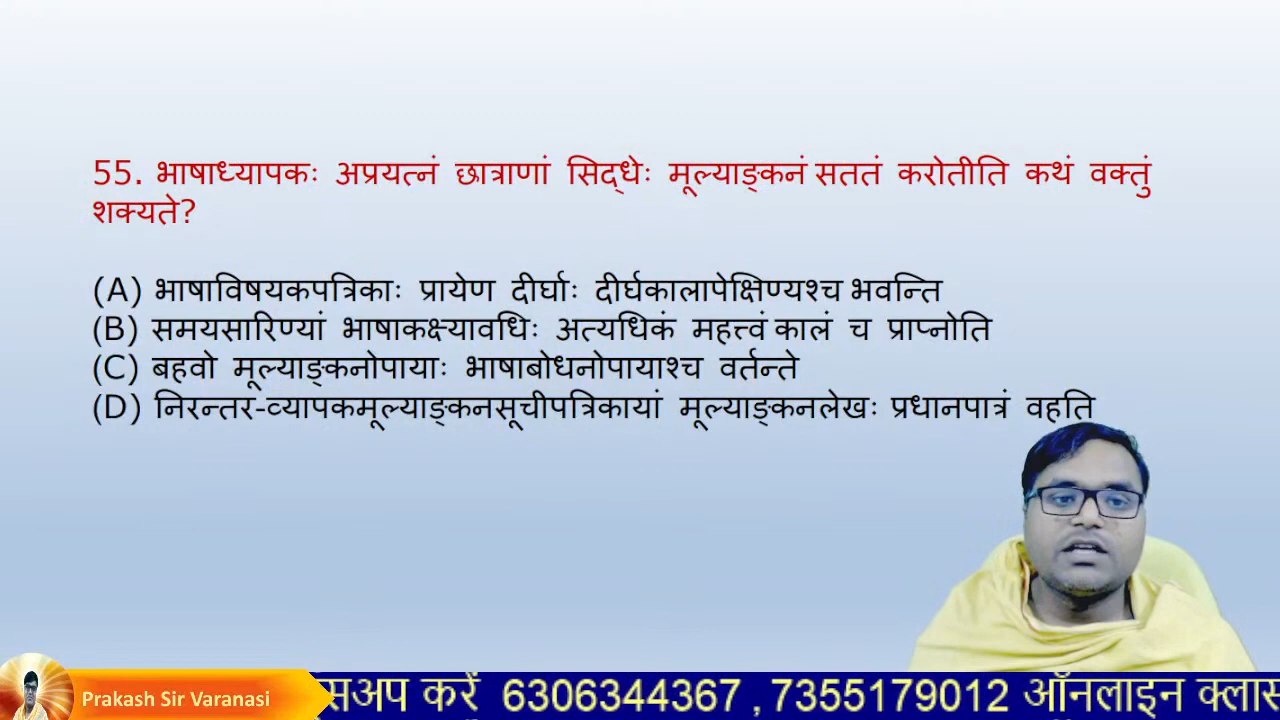 55. भाषाध्यापकः अप्रयत्नं छात्राणां सिद्धेः मूल्याङ्कनं सततं करोतीति कथं वक्तुं
शक्यते?
(A) भाषाविषयकपत्रिकाः प्रायेण दीर्घाः दीर्घकालापेक्षिण्यश्च भवन्ति
(B) समयसारिण्यां भाषाकक्ष्यावधिः अत्यधिकं महत्त्वं कालं च प्राप्नोति
(C) बहवो मूल्याङ्कनोपायाः भाषाबोधनोपायाश्च वर्तन्ते
(D) निरन्तर-व्यापकमूल्याङ्कनसूचीपत्रिकायां मूल्याङ्कनलेखः प्रधानपात्रं वहति
Prakash Sir Varanasi
सअप करें 6306344367 , 7355179012 ऑनलाइन क्लास